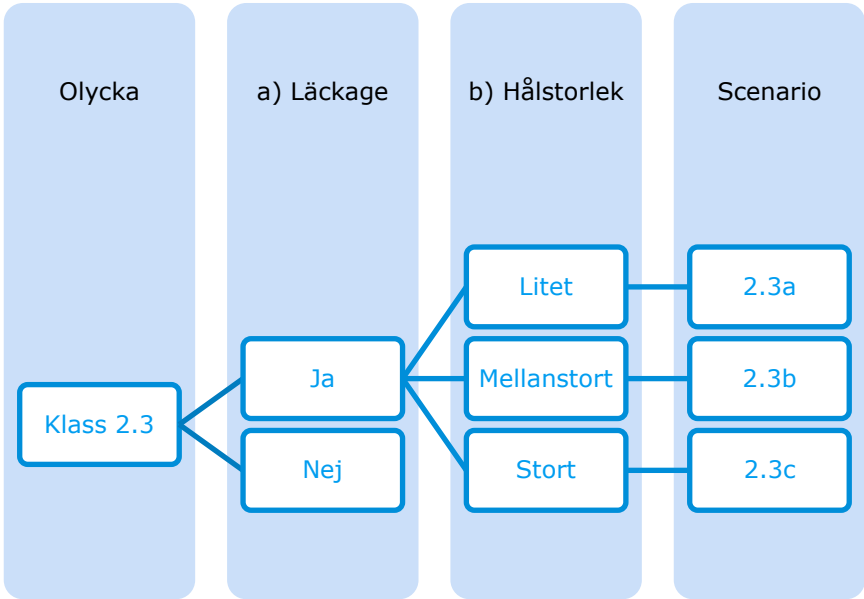 Olycka
a) Läckage
b) Hålstorlek
Scenario
Litet
2.3a
Ja
Mellanstort
2.3b
Klass 2.3
Nej
Stort
2.3c